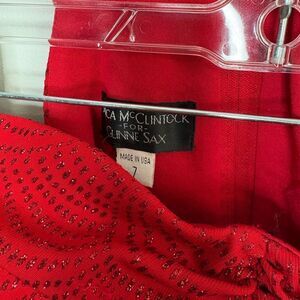 CA McCLINTOCK
-FOR-
GUNNE SAX
MADE IN USA
7